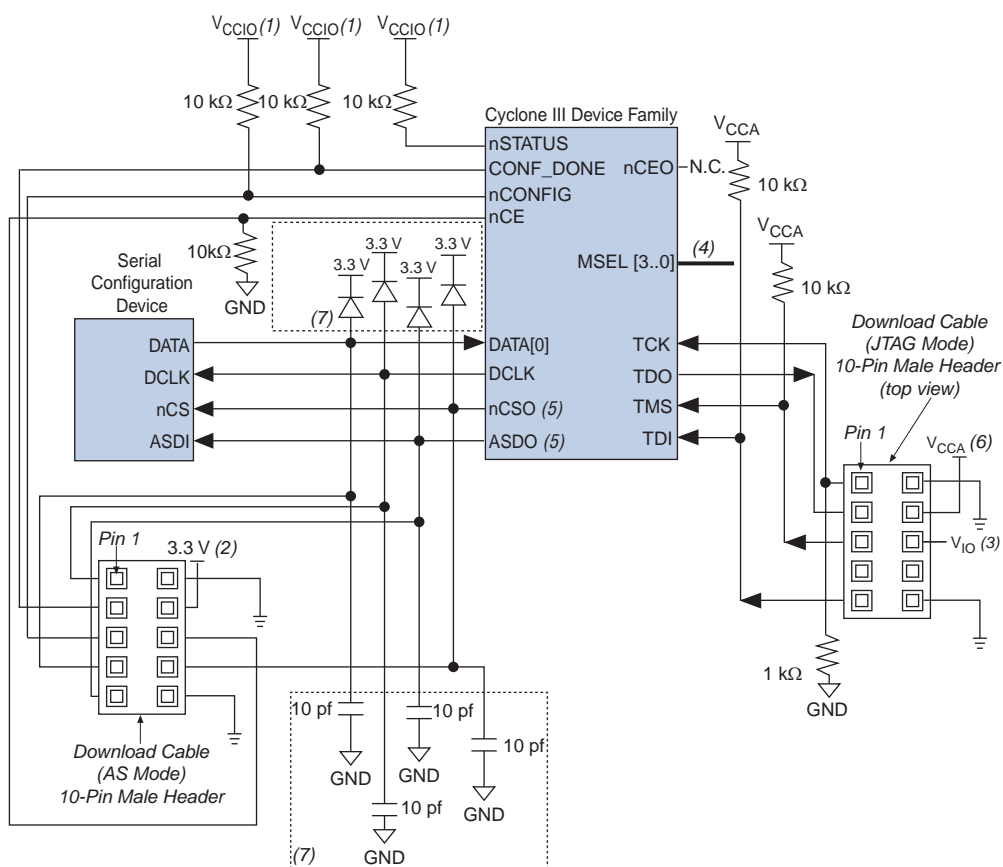 VCCIO (1) VCCIO (1) VCCIO (1)
10 kΩ 10 kΩ 10 kΩ
Cyclone III Device Family
nSTATUS
CONF_DONE
nCONFIG
nCE
nCEO
N.C.
MSEL [3..0]
(4)
VCCA
10 kΩ
VCCA
10 kΩ
10kΩ
GND
3.3 V
3.3 V
3.3 V
3.3 V
(7)
Serial
Configuration
Device
DATA
DCLK
nCS
ASDI
DATA[0]
DCLK
nCSO (5)
ASDO (5)
TCK
TDO
TMS
TDI
Download Cable
(JTAG Mode)
10-Pin Male Header
(top view)
Pin 1
VCCA (6)
VIO (3)
1 kΩ
GND
Pin 1
3.3 V (2)
Download Cable
(AS Mode)
10-Pin Male Header
10 pf
GND
10 pf
GND
10 pf
GND
10 pf
GND
(7)